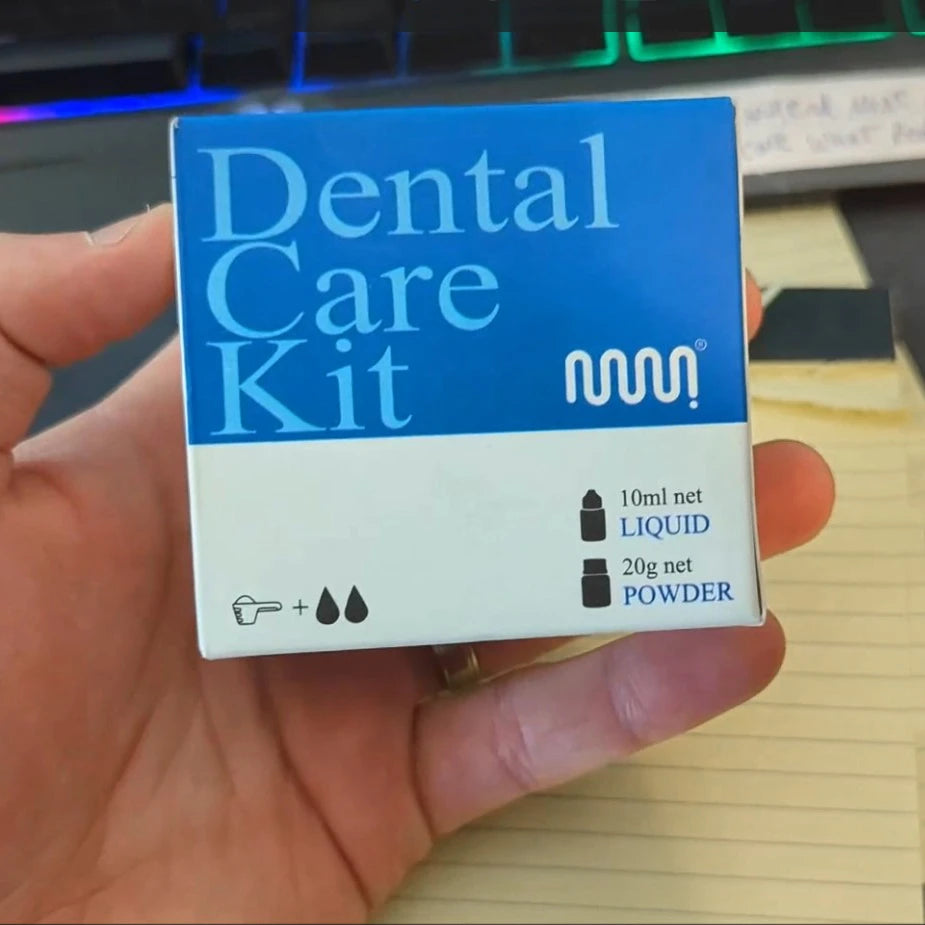 Dental
Care
Kit
®
10ml net
LIQUID
20g net
POWDER
+